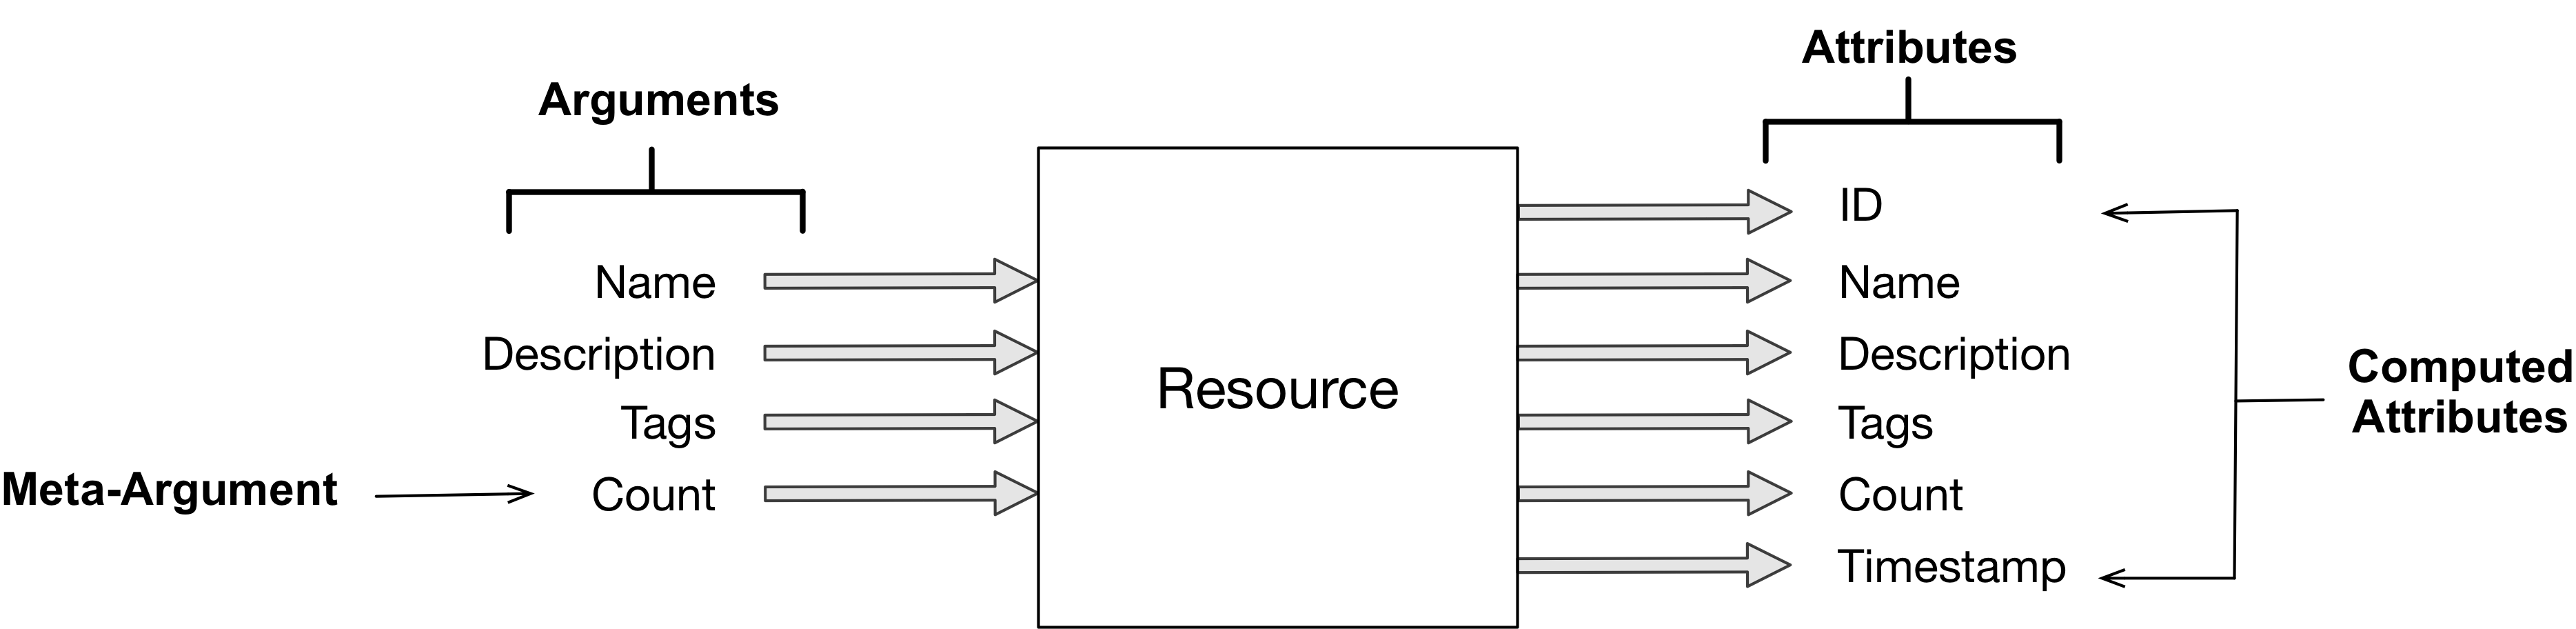 Arguments
Name
Description
Tags
Meta-Argument
Count
Resource
Attributes
ID
Name
Description
Tags
Count
Timestamp
Computed
Attributes